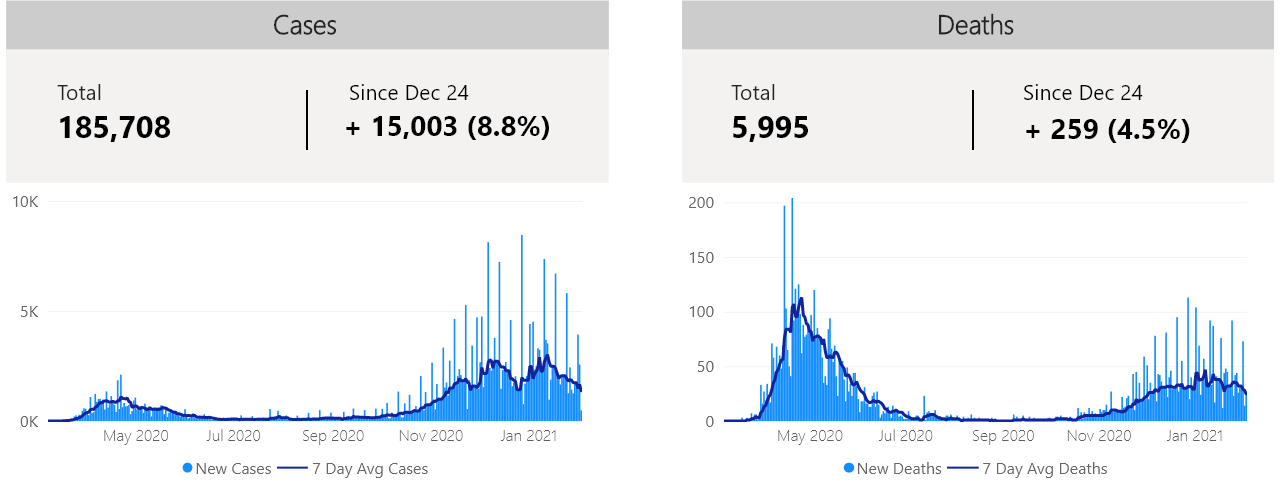 Cases
Total
185,708
Since Dec 24
+ 15,003 (8.8%)
10K
5K
0K
May 2020
Jul 2020
Sep 2020
Nov 2020
Jan 2021
New Cases
7 Day Avg Cases
Deaths
Total
5,995
Since Dec 24
+ 259 (4.5%)
200
150
100
50
0
May 2020
Jul 2020
Sep 2020
Nov 2020
Jan 2021
New Deaths
7 Day Avg Deaths